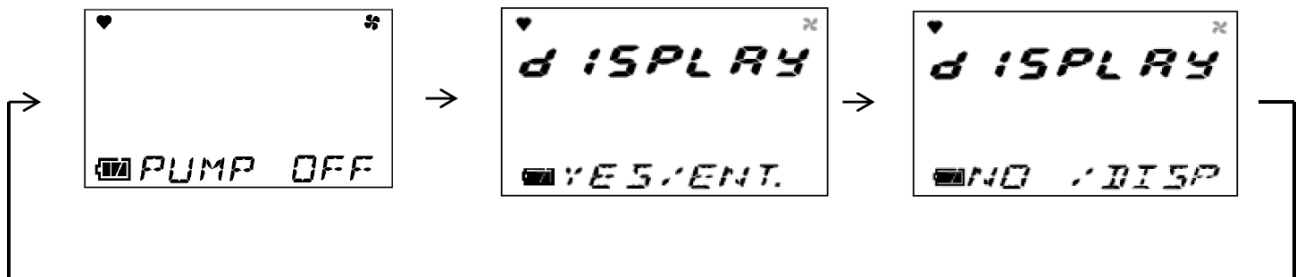 PUMP OFF
dISPLAY
YES/ENT.
dISPLAY
NO /DISP